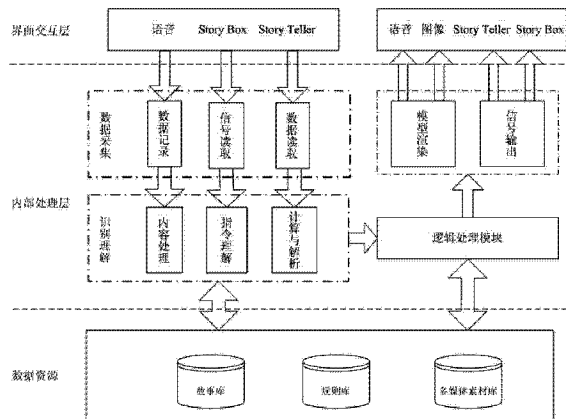 界面交互层
语音 Story Box Story Teller
语音 图像 Story Teller Story Box
数据采集
数据记录
信号读取
数据读取
模型渲染
信号输出
内部处理层
识别理解
内容处理
指令理解
计算与解析
逻辑处理模块
数据资源
故事库
规则库
多媒体素材库